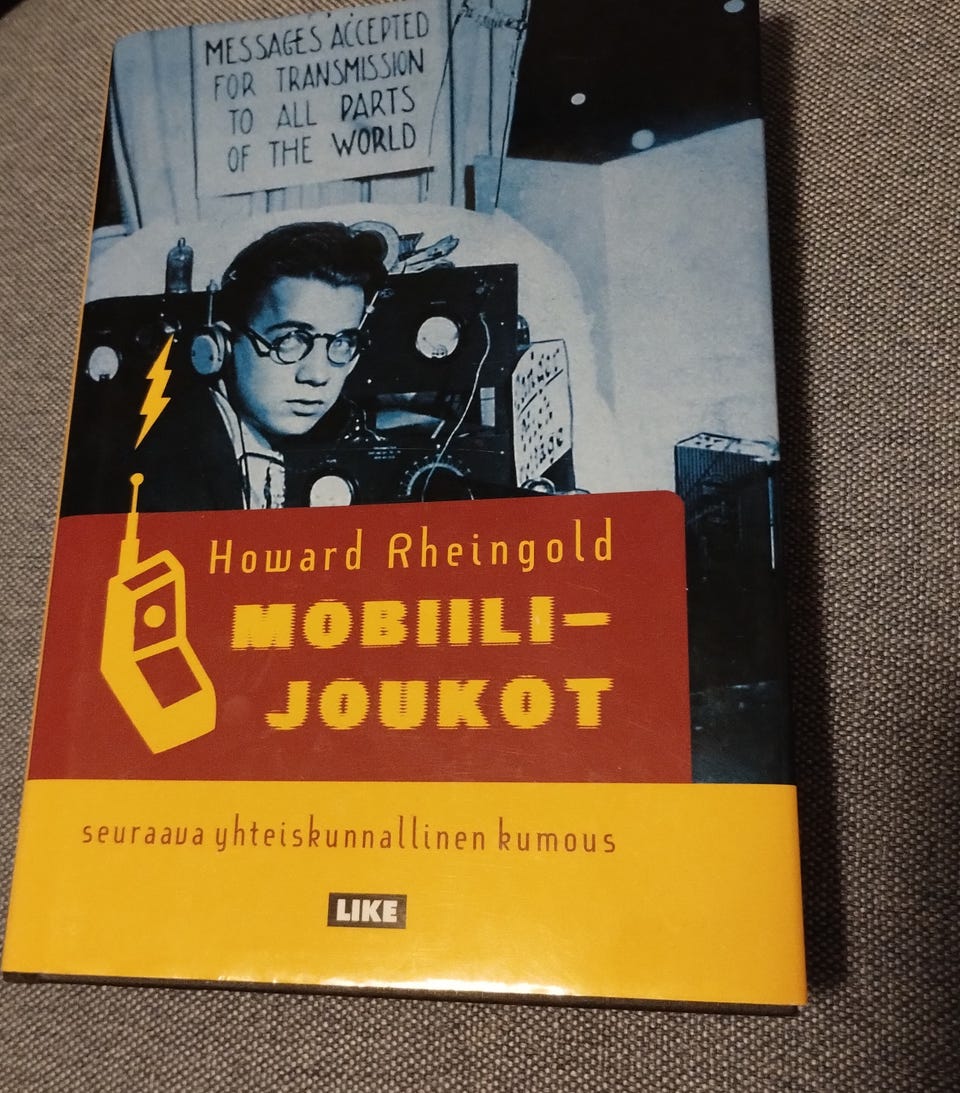 MESSAGES ACCEPTED
FOR TRANSMISSION
TO ALL PARTS
OF THE WORLD
Howard Rheingold
MOBIILI-
JOUKOT
seuraava yhteiskunnallinen kumous
LIKE